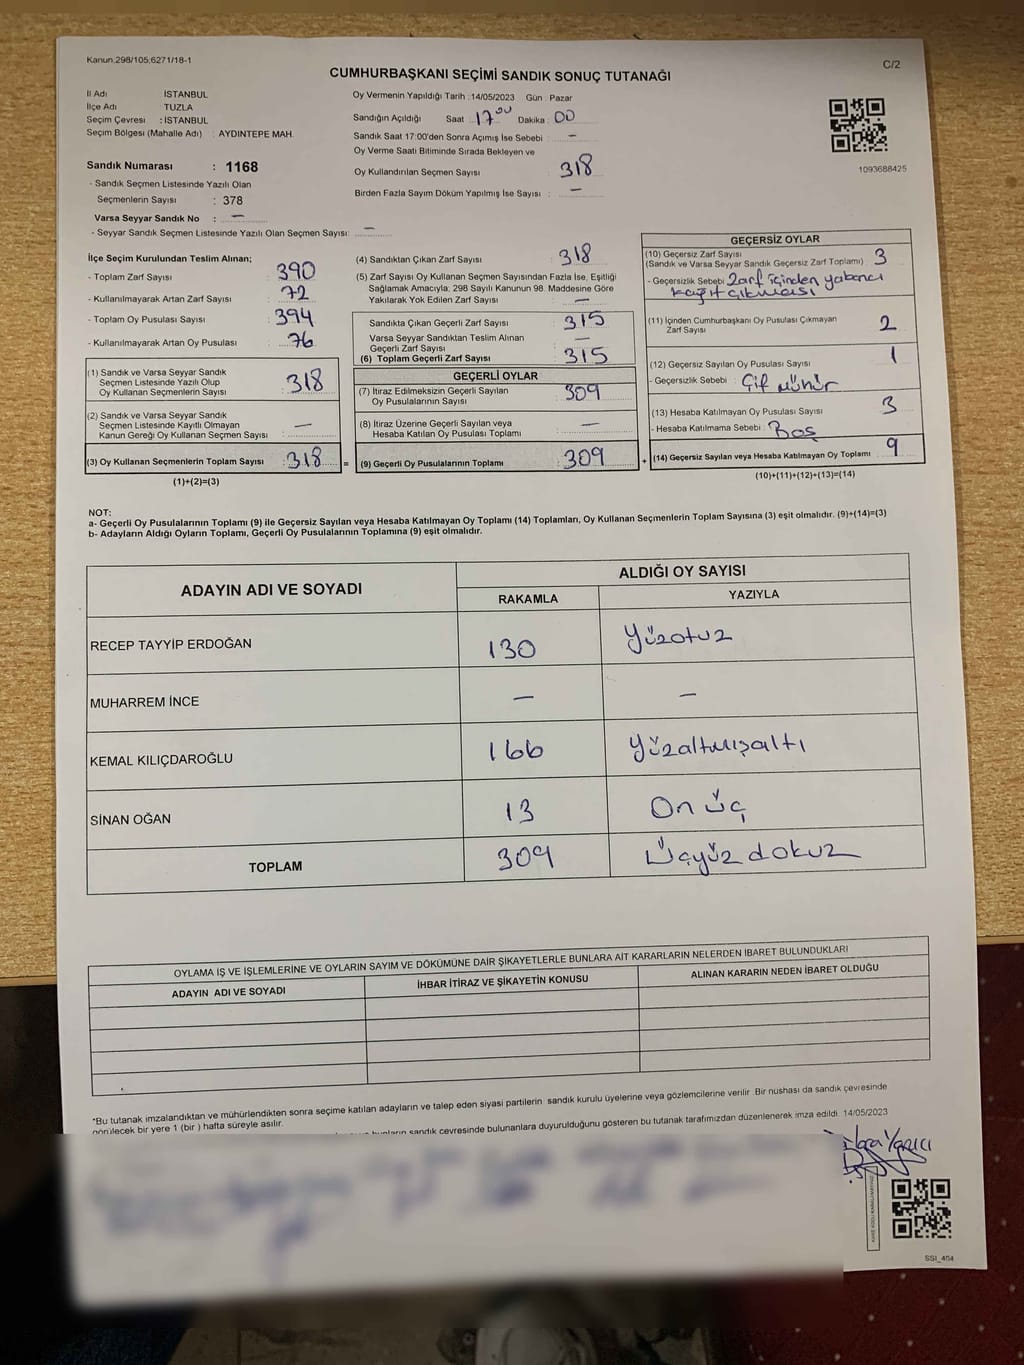 Kanun.298/105;6271/18-1
C/2
CUMHURBAŞKANI SEÇİMİ SANDIK SONUÇ TUTANAĞI
İl Adı İSTANBUL
İlçe Adı : TUZLA
Seçim Çevresi : İSTANBUL
Seçim Bölgesi (Mahalle Adı) : AYDINTEPE MAH.
Sandık Numarası : 1168
- Sandık Seçmen Listesinde Yazılı Olan
Seçmenlerin Sayısı : 378
Varsa Seyyar Sandık No : —
- Seyyar Sandık Seçmen Listesinde Yazılı Olan Seçmen Sayısı: —
Oy Vermenin Yapıldığı Tarih :14/05/2023 Gün : Pazar
Sandığın Açıldığı Saat : 17⁰⁰ Dakika : 00
Sandık Saat 17:00'den Sonra Açımış İse Sebebi : —
Oy Verme Saati Bitiminde Sırada Bekleyen ve
Oy Kullandırılan Seçmen Sayısı : 318
Birden Fazla Sayım Döküm Yapılmış İse Sayısı : —
1093688425
İlçe Seçim Kurulundan Teslim Alınan;
- Toplam Zarf Sayısı : 390
- Kullanılmayarak Artan Zarf Sayısı : 72
- Toplam Oy Pusulası Sayısı : 394
- Kullanılmayarak Artan Oy Pusulası : 76
(1) Sandık ve Varsa Seyyar Sandık
Seçmen Listesinde Yazılı Olup
Oy Kullanan Seçmenlerin Sayısı : 318
(2) Sandık ve Varsa Seyyar Sandık
Seçmen Listesinde Kayıtlı Olmayan
Kanun Gereği Oy Kullanan Seçmen Sayısı : —
(3) Oy Kullanan Seçmenlerin Toplam Sayısı : 318 =
(1)+(2)=(3)
(4) Sandıktan Çıkan Zarf Sayısı : 318
(5) Zarf Sayısı Oy Kullanan Seçmen Sayısından Fazla İse, Eşitliği
Sağlamak Amacıyla; 298 Sayılı Kanunun 98. Maddesine Göre
Yakılarak Yok Edilen Zarf Sayısı : —
Sandıkta Çıkan Geçerli Zarf Sayısı : 315
Varsa Seyyar Sandıktan Teslim Alınan
Geçerli Zarf Sayısı : —
(6) Toplam Geçerli Zarf Sayısı : 315
GEÇERLİ OYLAR
(7) İtiraz Edilmeksizin Geçerli Sayılan
Oy Pusulalarının Sayısı : 309
(8) İtiraz Üzerine Geçerli Sayılan veya
Hesaba Katılan Oy Pusulası Toplamı : —
(9) Geçerli Oy Pusulalarının Toplamı : 309 +
GEÇERSİZ OYLAR
(10) Geçersiz Zarf Sayısı
(Sandık ve Varsa Seyyar Sandık Geçersiz Zarf Toplamı) : 3
- Geçersizlik Sebebi : Zarf içinden yabancı
kağıt çıkması
(11) İçinden Cumhurbaşkanı Oy Pusulası Çıkmayan
Zarf Sayısı : 2
(12) Geçersiz Sayılan Oy Pusulası Sayısı : 1
- Geçersizlik Sebebi : Çif mühür
(13) Hesaba Katılmayan Oy Pusulası Sayısı : 3
- Hesaba Katılmama Sebebi : Boş
(14) Geçersiz Sayılan veya Hesaba Katılmayan Oy Toplamı : 9
(10)+(11)+(12)+(13)=(14)
NOT:
a- Geçerli Oy Pusulalarının Toplamı (9) ile Geçersiz Sayılan veya Hesaba Katılmayan Oy Toplamı (14) Toplamları, Oy Kullanan Seçmenlerin Toplam Sayısına (3) eşit olmalıdır. (9)+(14)=(3)
b- Adayların Aldığı Oyların Toplamı, Geçerli Oy Pusulalarının Toplamına (9) eşit olmalıdır.
ADAYIN ADI VE SOYADI ALDIĞI OY SAYISI
RAKAMLA YAZIYLA
RECEP TAYYİP ERDOĞAN 130 Yüzotuz
MUHARREM İNCE — —
KEMAL KILIÇDAROĞLU 166 Yüzaltmışaltı
SİNAN OĞAN 13 On üç
TOPLAM 309 Üçyüz dokuz
OYLAMA İŞ VE İŞLEMLERİNE VE OYLARIN SAYIM VE DÖKÜMÜNE DAİR ŞİKAYETLERLE BUNLARA AİT KARARLARIN NELERDEN İBARET BULUNDUKLARI
ADAYIN ADI VE SOYADI İHBAR İTİRAZ VE ŞİKAYETİN KONUSU ALINAN KARARIN NEDEN İBARET OLDUĞU
*Bu tutanak imzalandıktan ve mühürlendikten sonra seçime katılan adayların ve talep eden siyasi partilerin sandık kurulu üyelerine veya gözlemcilerine verilir. Bir nüshası da sandık çevresinde
görülecek bir yere 1 (bir) hafta süreyle asılır.
bunların sandık çevresinde bulunanlara duyurulduğunu gösteren bu tutanak tarafımızdan düzenlenerek imza edildi. 14/05/2023
SSI_404